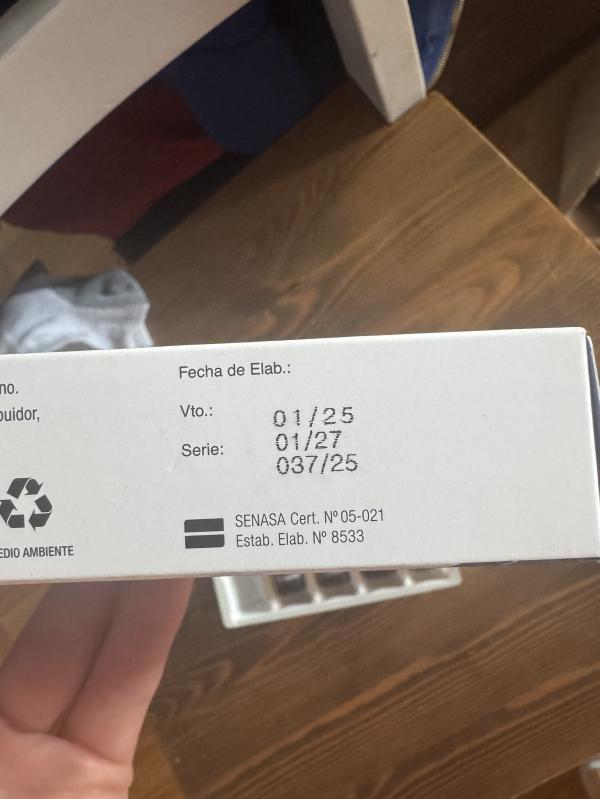 no.
buidor,
EDIO AMBIENTE
Fecha de Elab.:
Vto.:
Serie:
01/25
01/27
037/25
SENASA Cert. Nº 05-021
Estab. Elab. Nº 8533